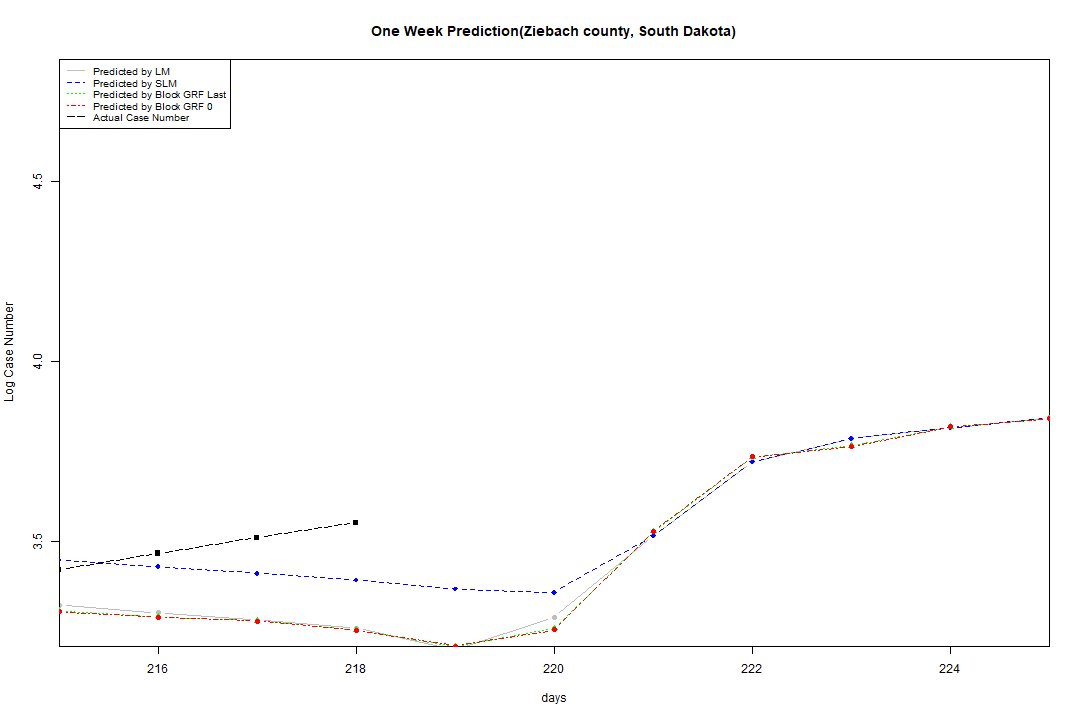 One Week Prediction(Ziebach county, South Dakota)
Predicted by LM
Predicted by SLM
Predicted by Block GRF Last
Predicted by Block GRF 0
Actual Case Number
4.5
4.0
3.5
Log Case Number
216
218
220
222
224
days